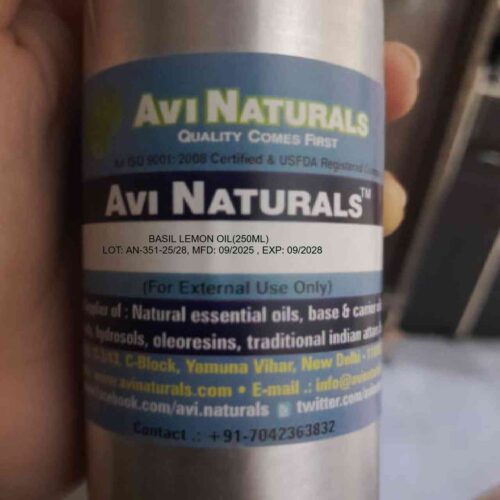 AVI NATURALS
QUALITY COMES FIRST
An ISO 9001: 2008 Certified & USFDA Registered
AVI NATURALS™
BASIL LEMON OIL(250ML)
LOT: AN-351-25/28, MFD: 09/2025 , EXP: 09/2028
(For External Use Only)
of : Natural essential oils, base & carrier
hydrosols, oleoresins, traditional indian attars
C-Block, Yamuna Vihar, New Delhi -
www.avinaturals.com • E-mail .:
facebook.com/avi.naturals
Contact .: +91-7042363832